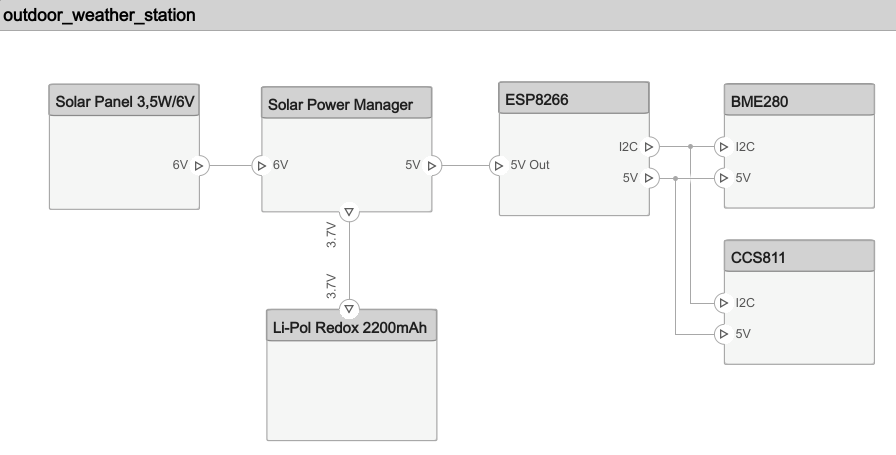 outdoor_weather_station
Solar Panel 3,5W/6V
6V
Solar Power Manager
6V
5V
3.7V
3.7V
Li-Pol Redox 2200mAh
ESP8266
5V Out
I2C
5V
BME280
I2C
5V
CCS811
I2C
5V